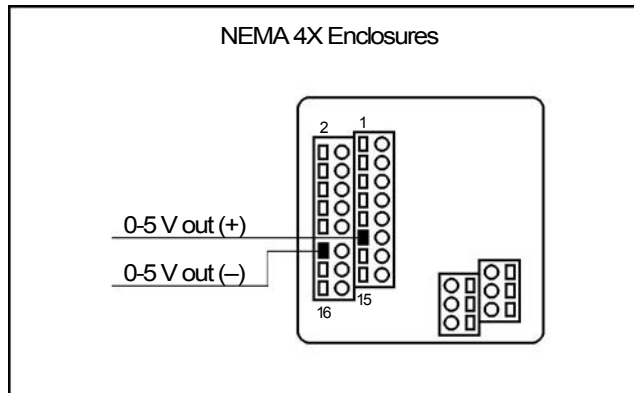 NEMA 4X Enclosures
2 1
0-5 V out (+)
0-5 V out (–)
16 15